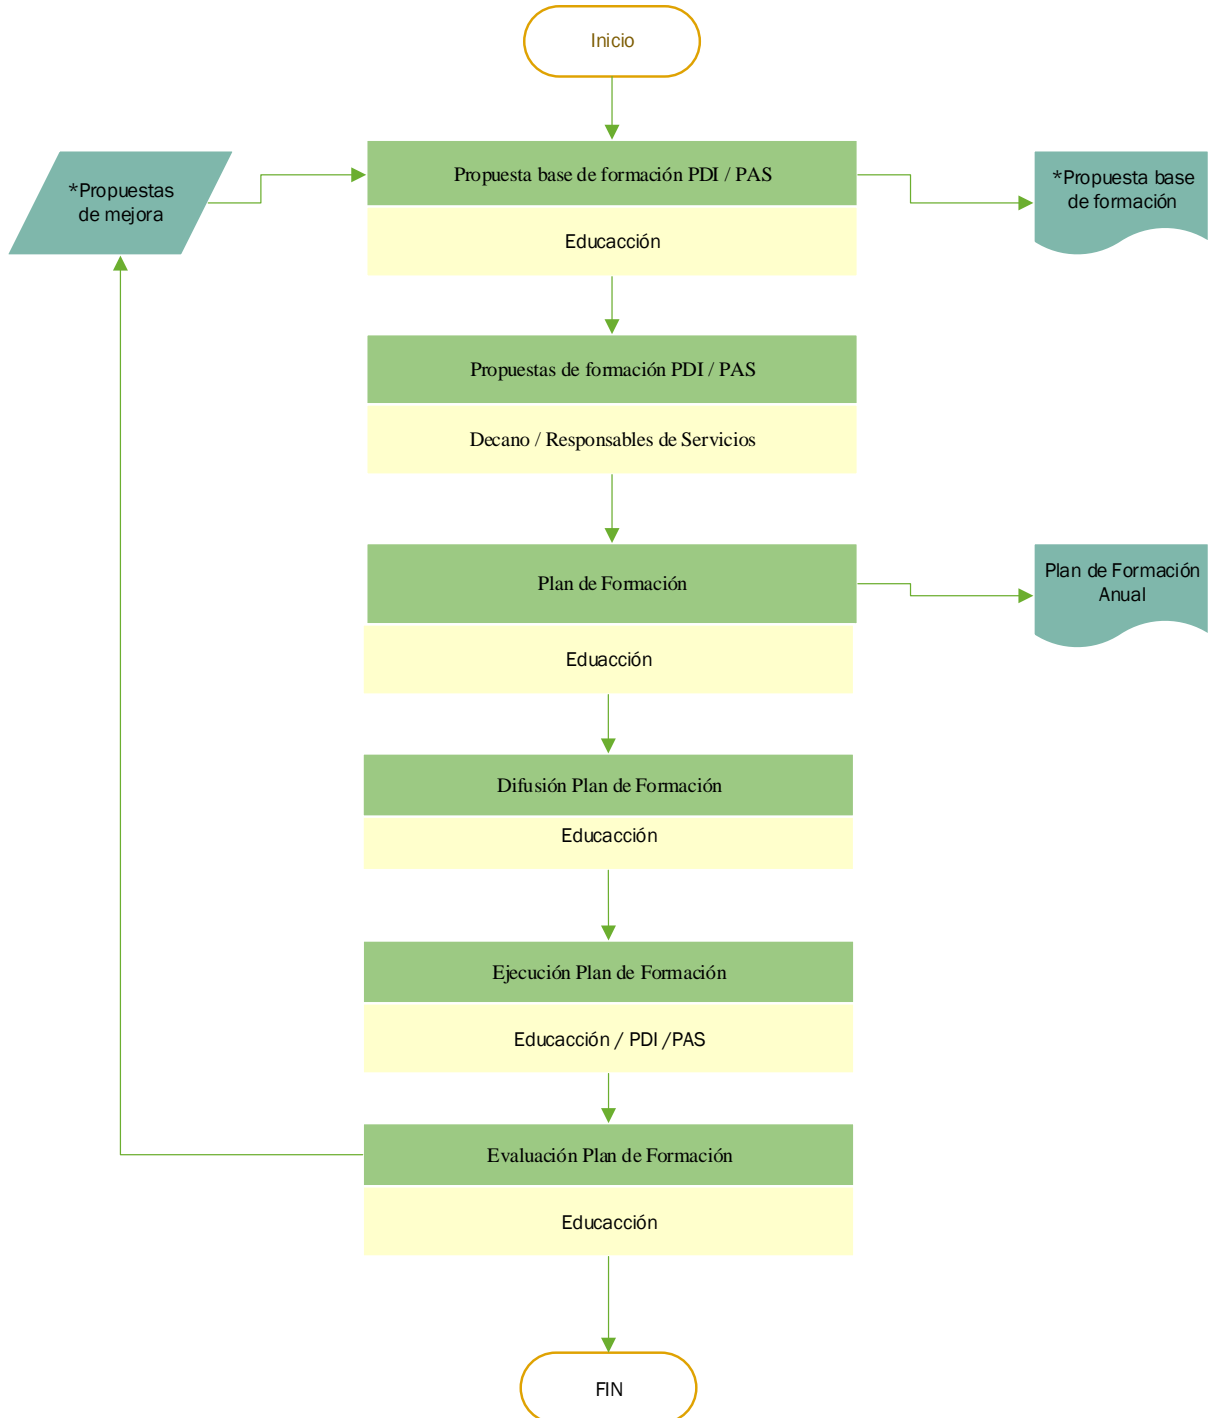 Inicio
*Propuestas
de mejora
Propuesta base de formación PDI / PAS
*Propuesta base
de formación
Educacción
Propuestas de formación PDI / PAS
Decano / Responsables de Servicios
Plan de Formación
Plan de Formación
Anual
Eduacción
Difusión Plan de Formación
Educacción
Ejecución Plan de Formación
Educacción / PDI /PAS
Evaluación Plan de Formación
Educacción
FIN